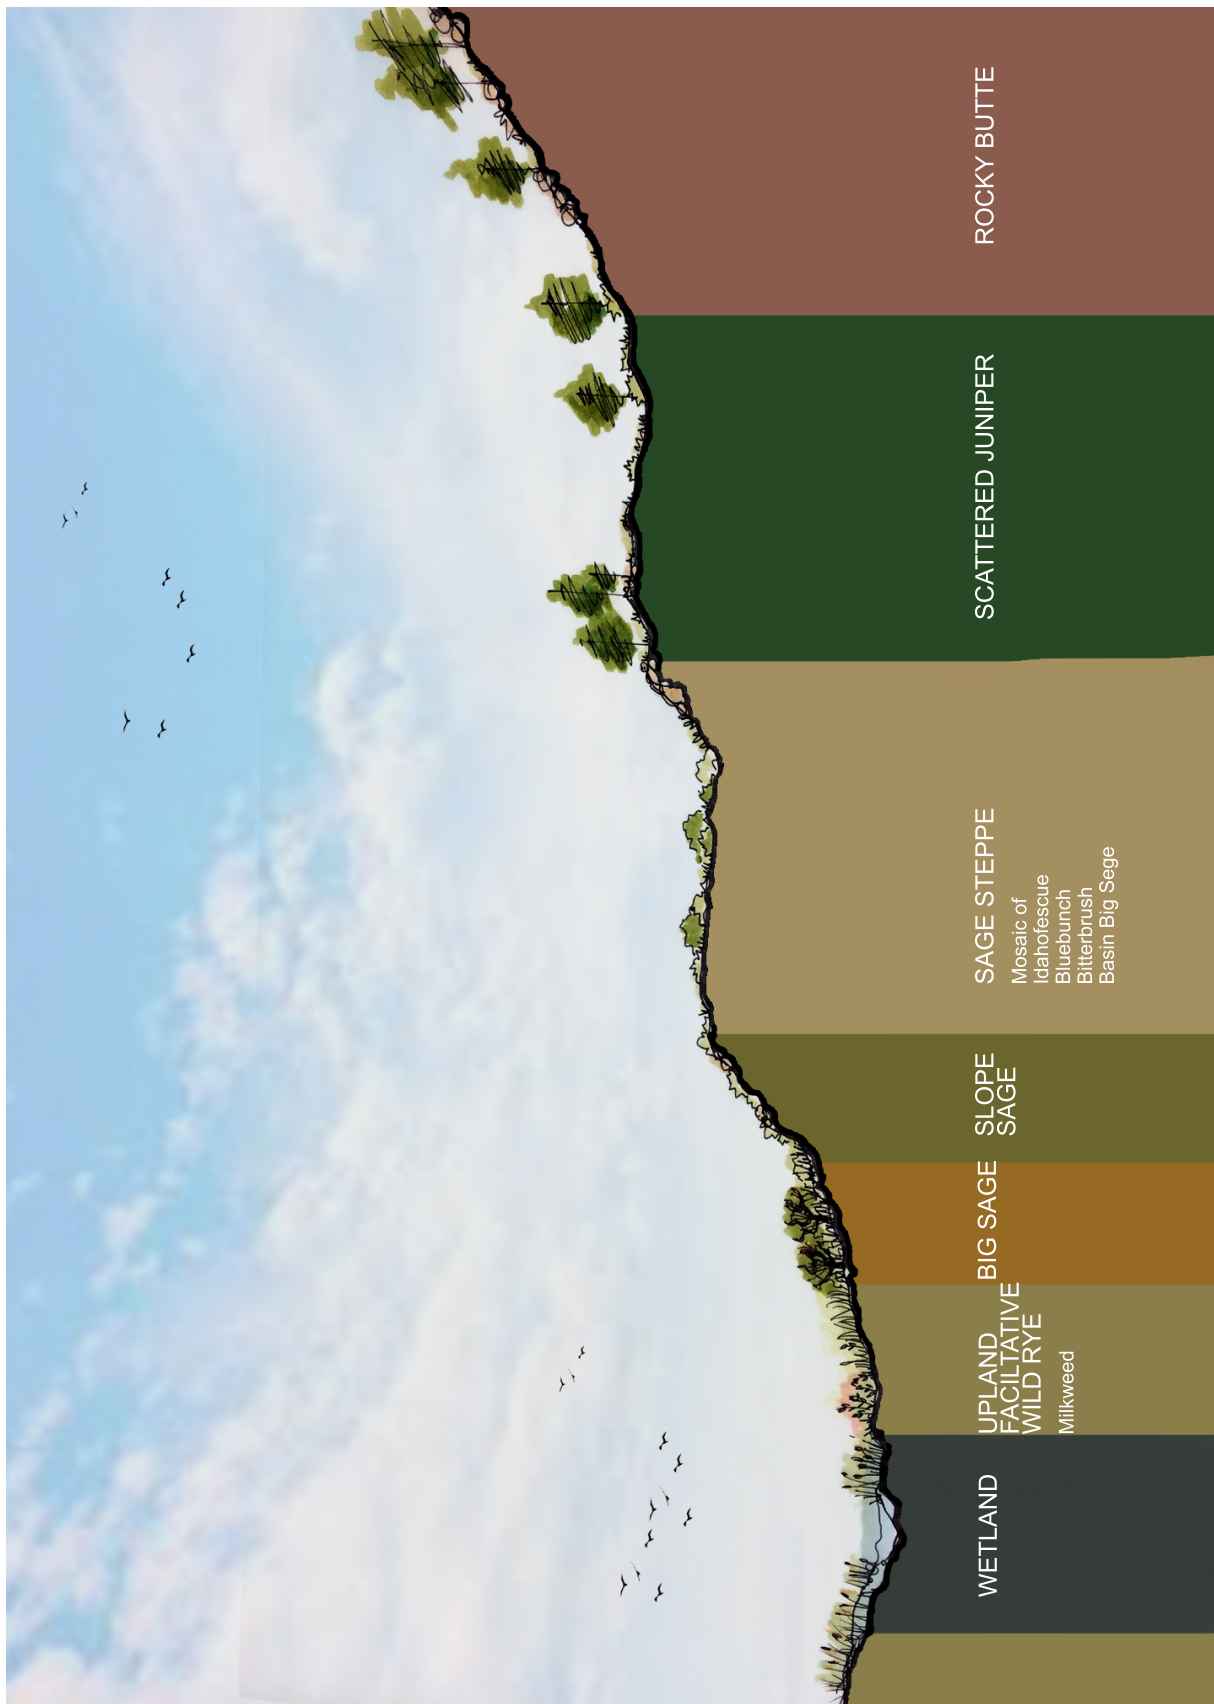 WETLAND
UPLAND
FACILTATIVE
WILD RYE
Milkweed
BIG SAGE
SLOPE
SAGE
SAGE STEPPE
Mosaic of
Idahofescue
Bluebunch
Bitterbrush
Basin Big Sege
SCATTERED JUNIPER
ROCKY BUTTE